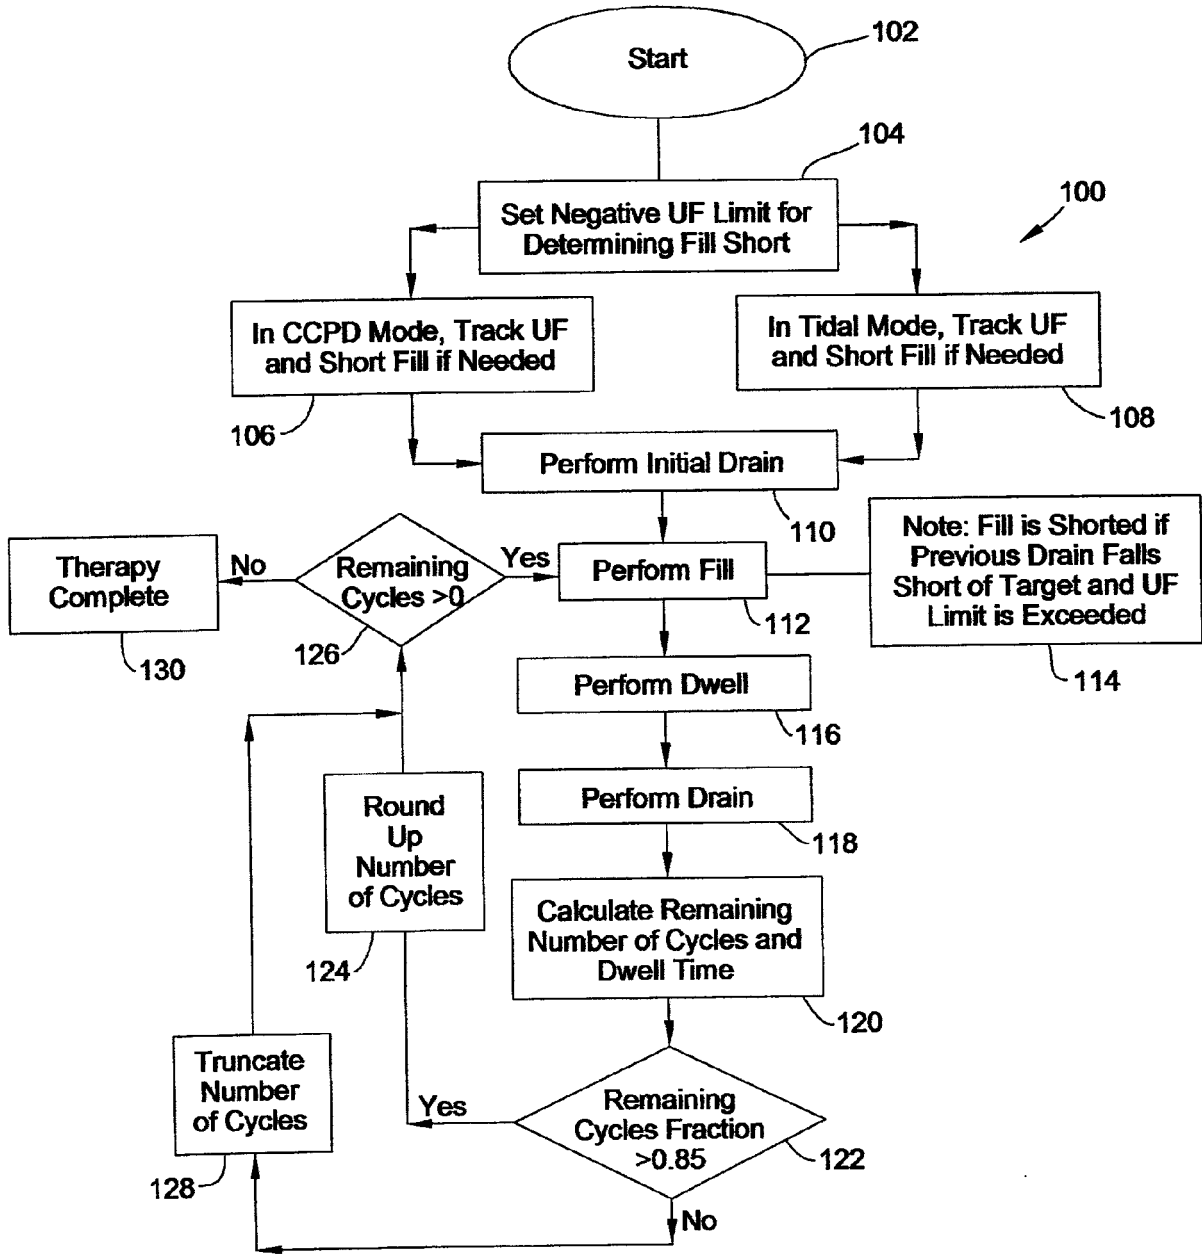 Start
102
104
Set Negative UF Limit for
Determining Fill Short
100
In CCPD Mode, Track UF
and Short Fill if Needed
In Tidal Mode, Track UF
and Short Fill if Needed
106
108
Perform Initial Drain
110
Note: Fill is Shorted if
Previous Drain Falls
Short of Target and UF
Limit is Exceeded
114
Therapy
Complete
130
No
Remaining
Cycles >0
126
Yes
Perform Fill
112
Perform Dwell
116
Perform Drain
118
Round
Up
Number
of Cycles
124
Calculate Remaining
Number of Cycles and
Dwell Time
120
Truncate
Number
of Cycles
128
Yes
Remaining
Cycles Fraction
>0.85
122
No